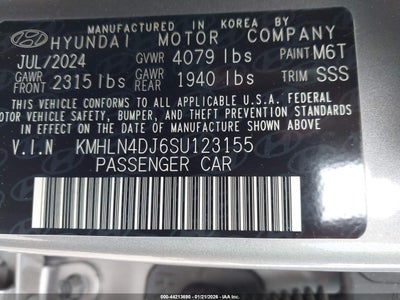 MANUFACTURED IN KOREA BY
HYUNDAI MOTOR COMPANY
JUL/2024 GVWR 4079 lbs PAINT M6T
GAWR FRONT 2315 lbs GAWR REAR 1940 lbs TRIM SSS
THIS VEHICLE CONFORMS TO ALL APPLICABLE U.S.A. FEDERAL
MOTOR VEHICLE SAFETY, BUMPER, AND THEFT PREVENTION STANDARDS
IN EFFECT ON THE DATE OF MANUFACTURE SHOWN ABOVE.
V.I.N KMHLN4DJ6SU123155
PASSENGER CAR
000-44213690 - 01/21/2026 - IAA Inc.